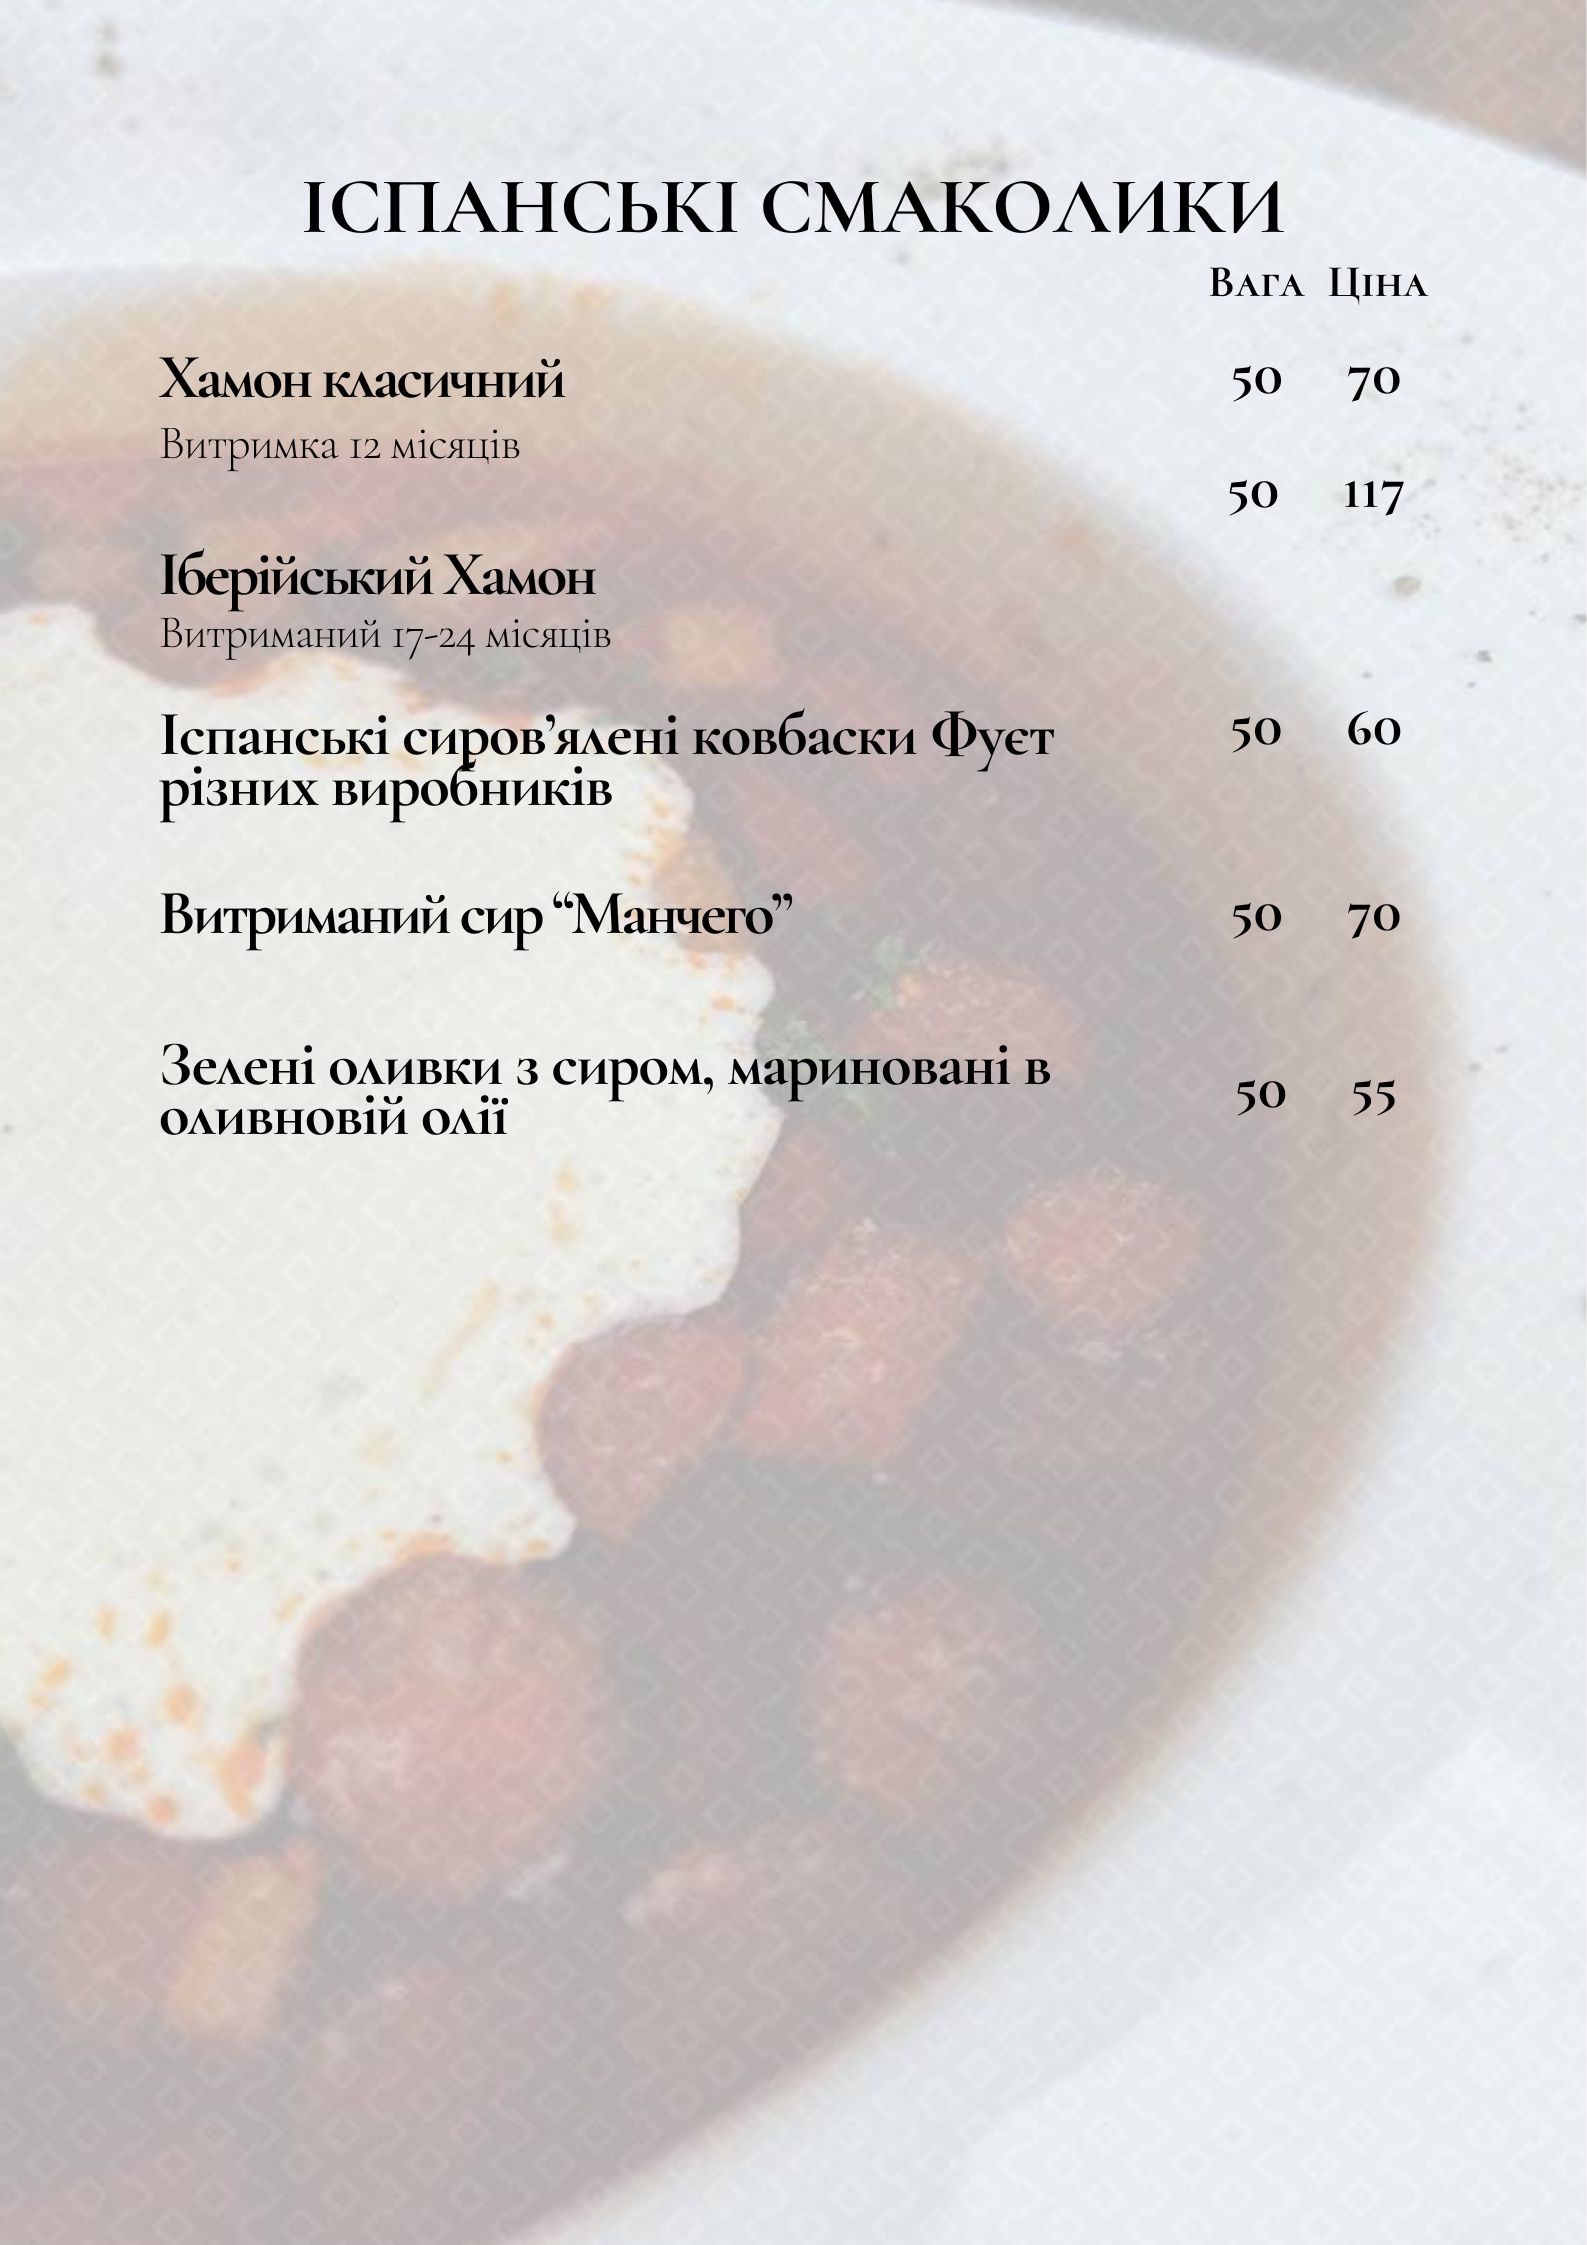 ІСПАНСЬКІ СМАКОЛИКИ
Вага Ціна
Хамон класичний 50 70
Витримка 12 місяців
50 117
Іберійський Хамон
Витриманий 17-24 місяців
Іспанські сиров’ялені ковбаски Фуєт 50 60
різних виробників
Витриманий сир “Манчего” 50 70
Зелені оливки з сиром, мариновані в
50 55
оливновій олії